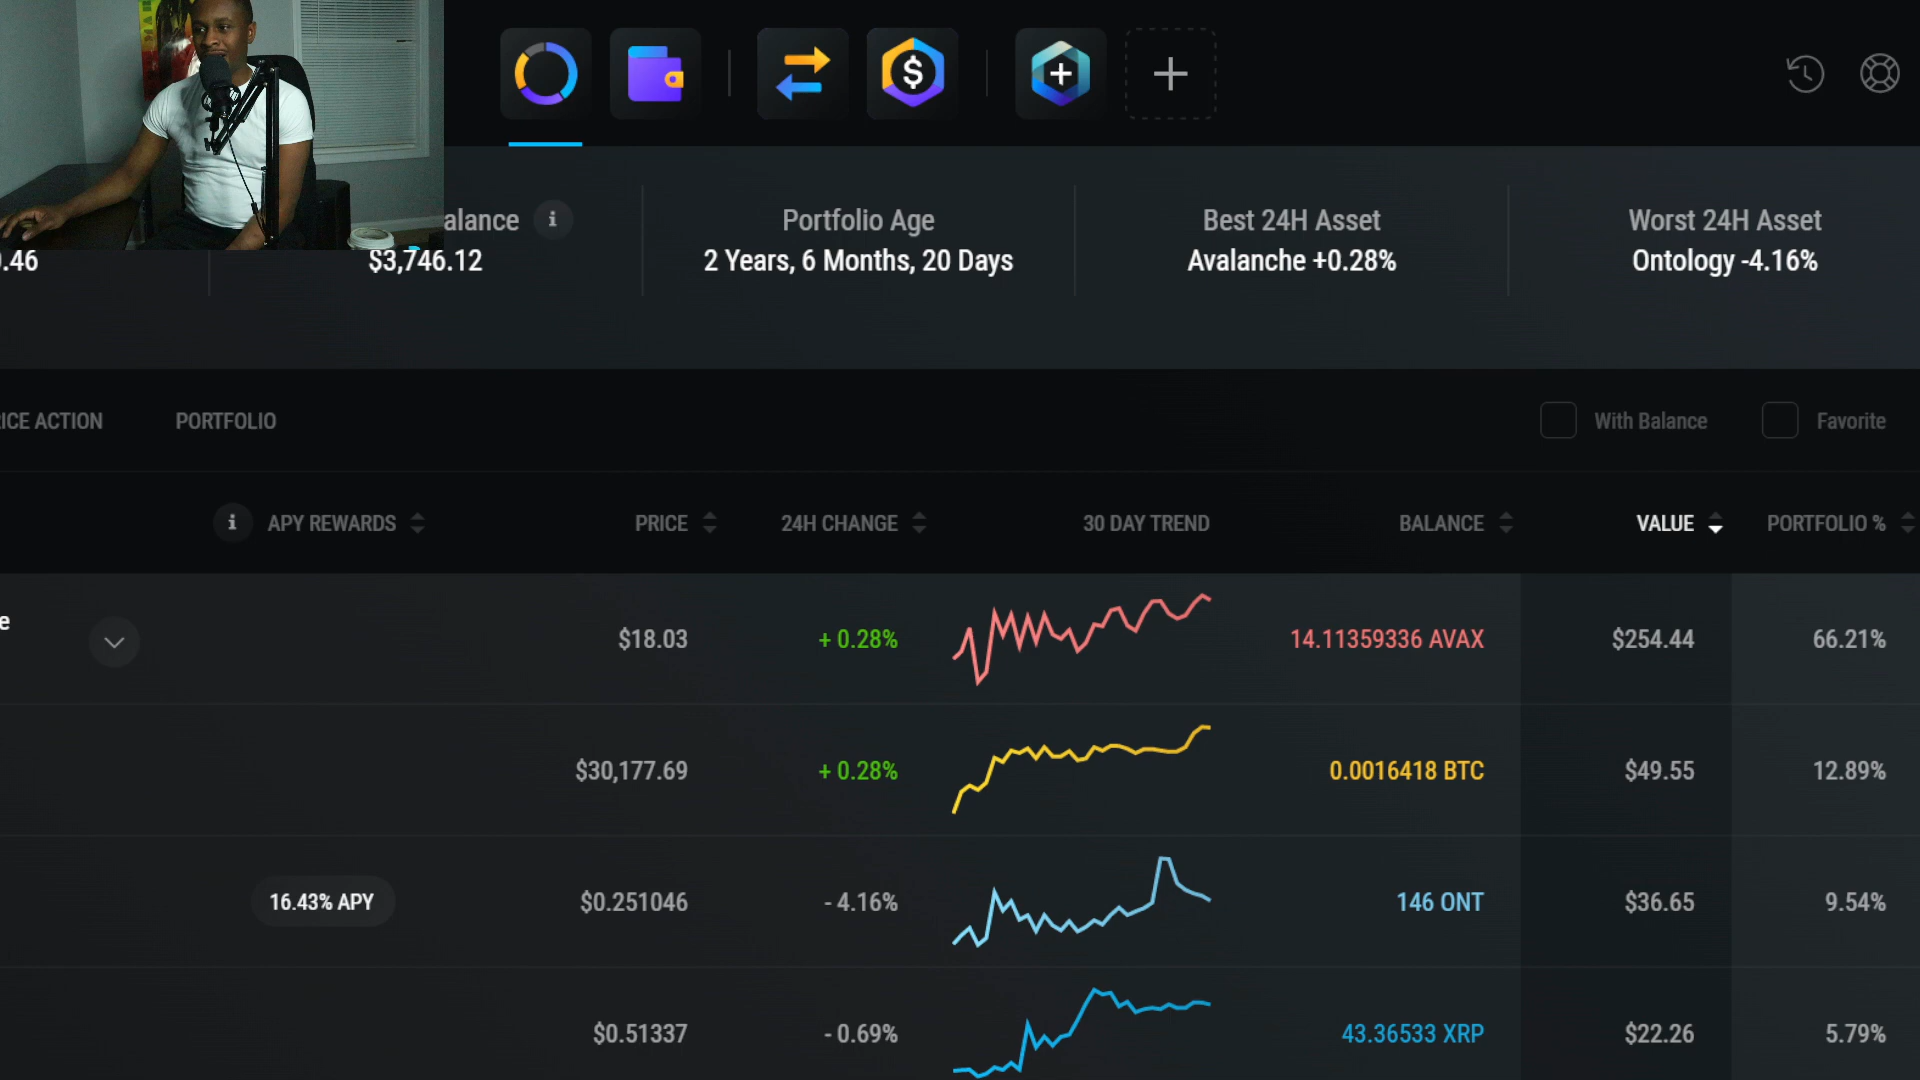 alance i
Portfolio Age
Best 24H Asset
Worst 24H Asset
.46
$3,746.12
2 Years, 6 Months, 20 Days
Avalanche +0.28%
Ontology -4.16%
ICE ACTION
PORTFOLIO
With Balance
Favorite
i APY REWARDS
PRICE
24H CHANGE
30 DAY TREND
BALANCE
VALUE
PORTFOLIO %
e
$18.03
+ 0.28%
14.11359336 AVAX
$254.44
66.21%
$30,177.69
+ 0.28%
0.0016418 BTC
$49.55
12.89%
16.43% APY
$0.251046
- 4.16%
146 ONT
$36.65
9.54%
$0.51337
- 0.69%
43.36533 XRP
$22.26
5.79%